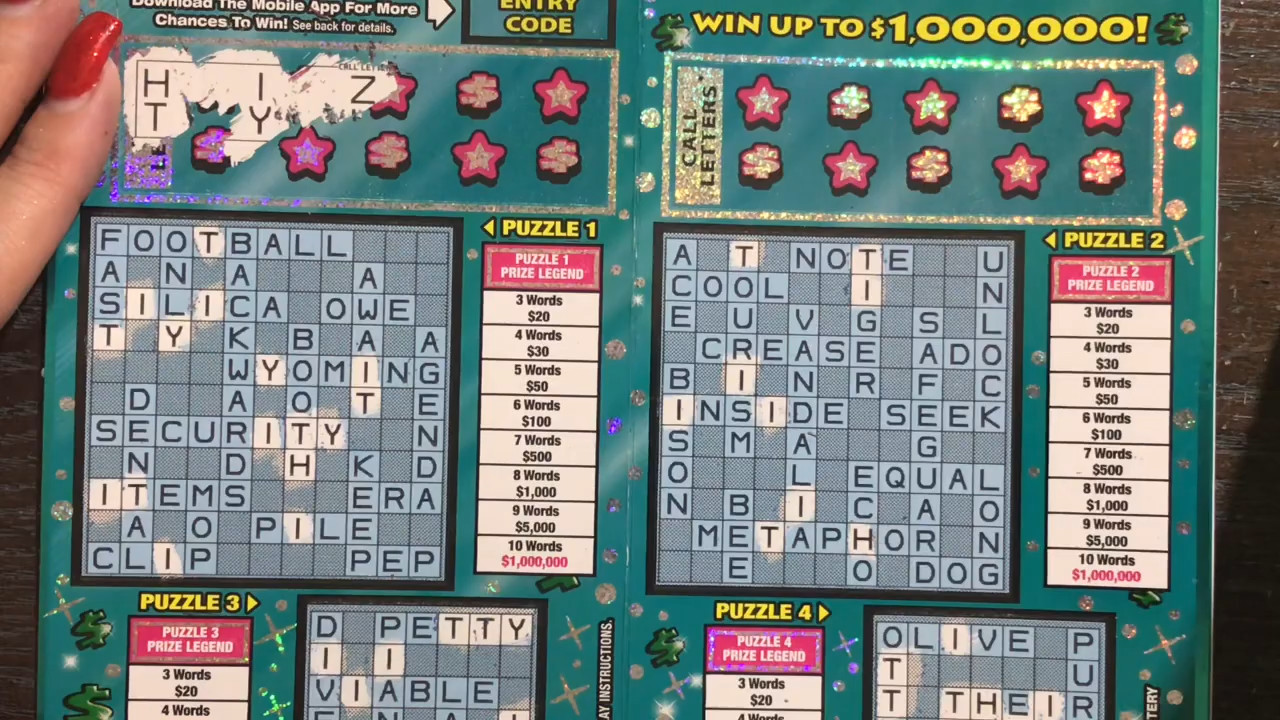 Download The Mobile App For More
Chances To Win! See back for details.
ENTRY
CODE
WIN UP TO $1,000,000!
H I Z
T Y
CALL
LETTERS
PUZZLE 1
PUZZLE 1
PRIZE LEGEND
3 Words
$20
4 Words
$30
5 Words
$50
6 Words
$100
7 Words
$500
8 Words
$1,000
9 Words
$5,000
10 Words
$1,000,000
FOOTBALL
A N A A
SILICA OWE
T Y K B A A
WYOMING
D A O T E
SECURITY N
N D H K D
ITEMS ERA
A O PILE
CLIP PEP
PUZZLE 2
PUZZLE 2
PRIZE LEGEND
3 Words
$20
4 Words
$30
5 Words
$50
6 Words
$100
7 Words
$500
8 Words
$1,000
9 Words
$5,000
10 Words
$1,000,000
A T NOTE U
COOL I N
E U V G S L
CREASE ADO
B I N R F C
INSIDE SEEK
S M A G
O L EQUAL
N B I C A O
METAPHOR N
E O DOG
PUZZLE 3
PUZZLE 3
PRIZE LEGEND
3 Words
$20
4 Words
D PETTY
I I
VIABLE
PUZZLE 4
PUZZLE 4
PRIZE LEGEND
3 Words
$20
OLIVE P
T U
T THEIR